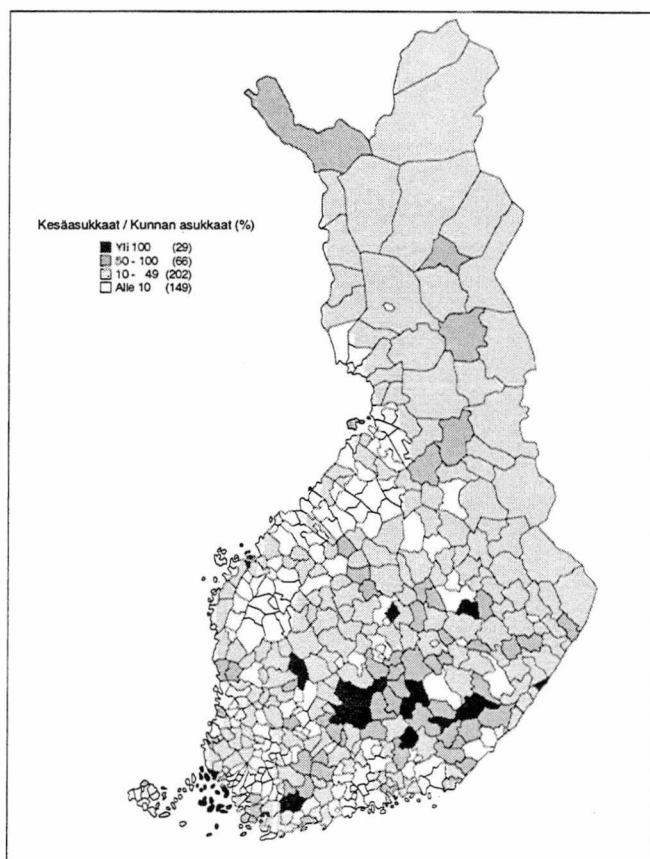 Kesäasukkaat / Kunnan asukkaat (%)
Yli 100 (29)
50 - 100 (66)
10 - 49 (202)
Alle 10 (149)